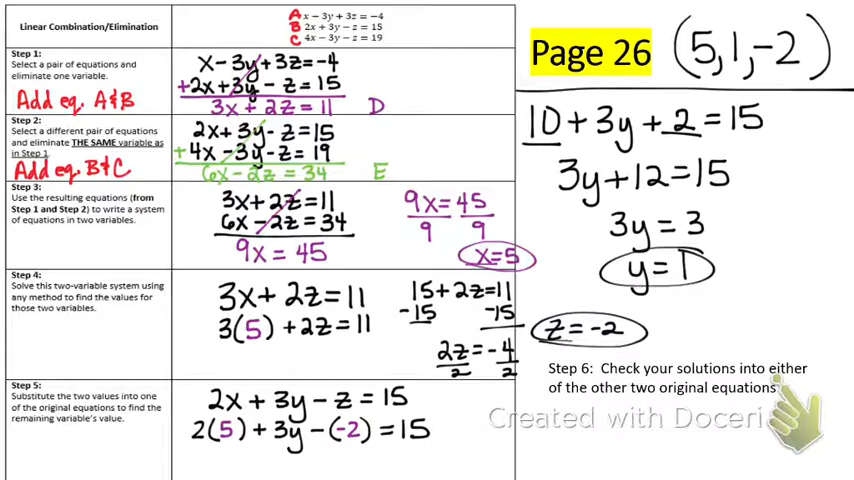 Linear Combination/Elimination
A x − 3y + 3z = −4
B 2x + 3y − z = 15
C 4x − 3y − z = 19
Step 1:
Select a pair of equations and
eliminate one variable.
Add eq. A & B
x − 3y + 3z = −4
+ 2x + 3y − z = 15
3x + 2z = 11 D
Step 2:
Select a different pair of equations
and eliminate THE SAME variable as
in Step 1.
Add eq. B & C
2x + 3y − z = 15
+ 4x − 3y − z = 19
6x − 2z = 34 E
Step 3:
Use the resulting equations (from
Step 1 and Step 2) to write a system
of equations in two variables.
3x + 2z = 11
6x − 2z = 34
9x = 45
9x = 45
9 9
x = 5
Step 4:
Solve this two-variable system using
any method to find the values for
those two variables.
3x + 2z = 11
3(5) + 2z = 11
15 + 2z = 11
−15 −15
2z = −4
2 2
z = −2
Step 5:
Substitute the two values into one
of the original equations to find the
remaining variable's value.
2x + 3y − z = 15
2(5) + 3y − (−2) = 15
Page 26 (5, 1, −2)
10 + 3y + 2 = 15
3y + 12 = 15
3y = 3
y = 1
Step 6: Check your solutions into either
of the other two original equations
Created with Doceri